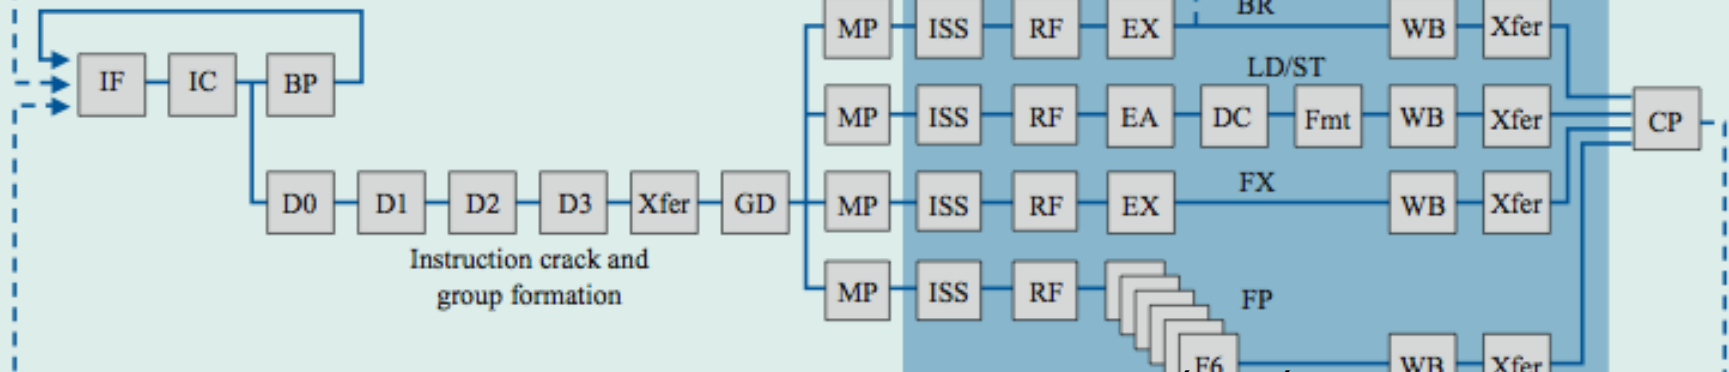 BR
MP ISS RF EX WB Xfer
IF IC BP
LD/ST
MP ISS RF EA DC Fmt WB Xfer CP
FX
D0 D1 D2 D3 Xfer GD MP ISS RF EX WB Xfer
Instruction crack and
group formation
MP ISS RF FP
F6 WB Xfer